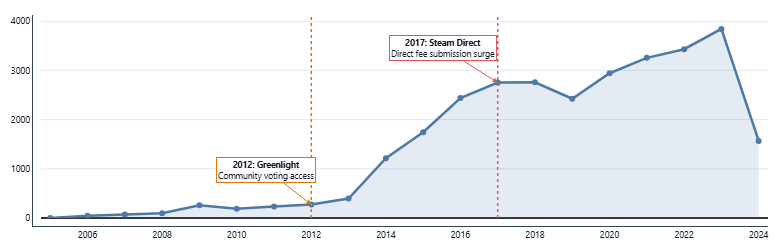 4000
3000
2000
1000
0
2017: Steam Direct
Direct fee submission surge
2012: Greenlight
Community voting access
2006 2008 2010 2012 2014 2016 2018 2020 2022 2024